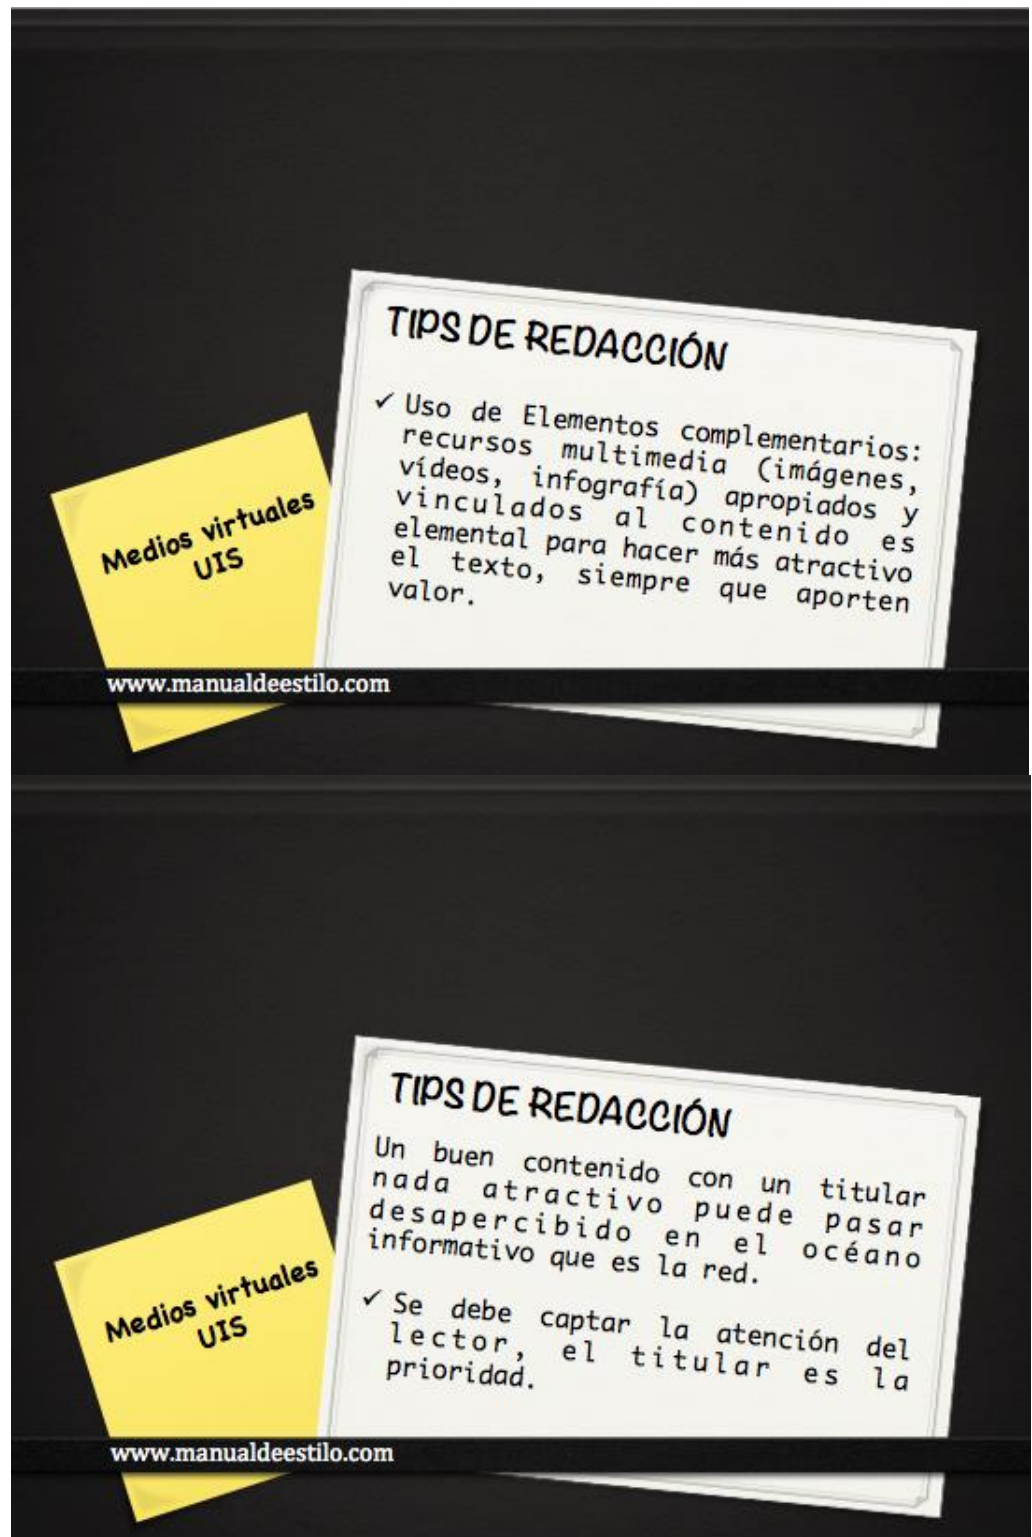 TIPS DE REDACCIÓN
✓ Uso de Elementos complementarios:
recursos multimedia (imágenes,
vídeos, infografía) apropiados y
vinculados al contenido es
elemental para hacer más atractivo
el texto, siempre que aporten
valor.
Medios virtuales
UIS
www.manualdeestilo.com
TIPS DE REDACCIÓN
Un buen contenido con un titular
nada atractivo puede pasar
desapercibido en el océano
informativo que es la red.
✓ Se debe captar la atención del
lector, el titular es la
prioridad.
Medios virtuales
UIS
www.manualdeestilo.com